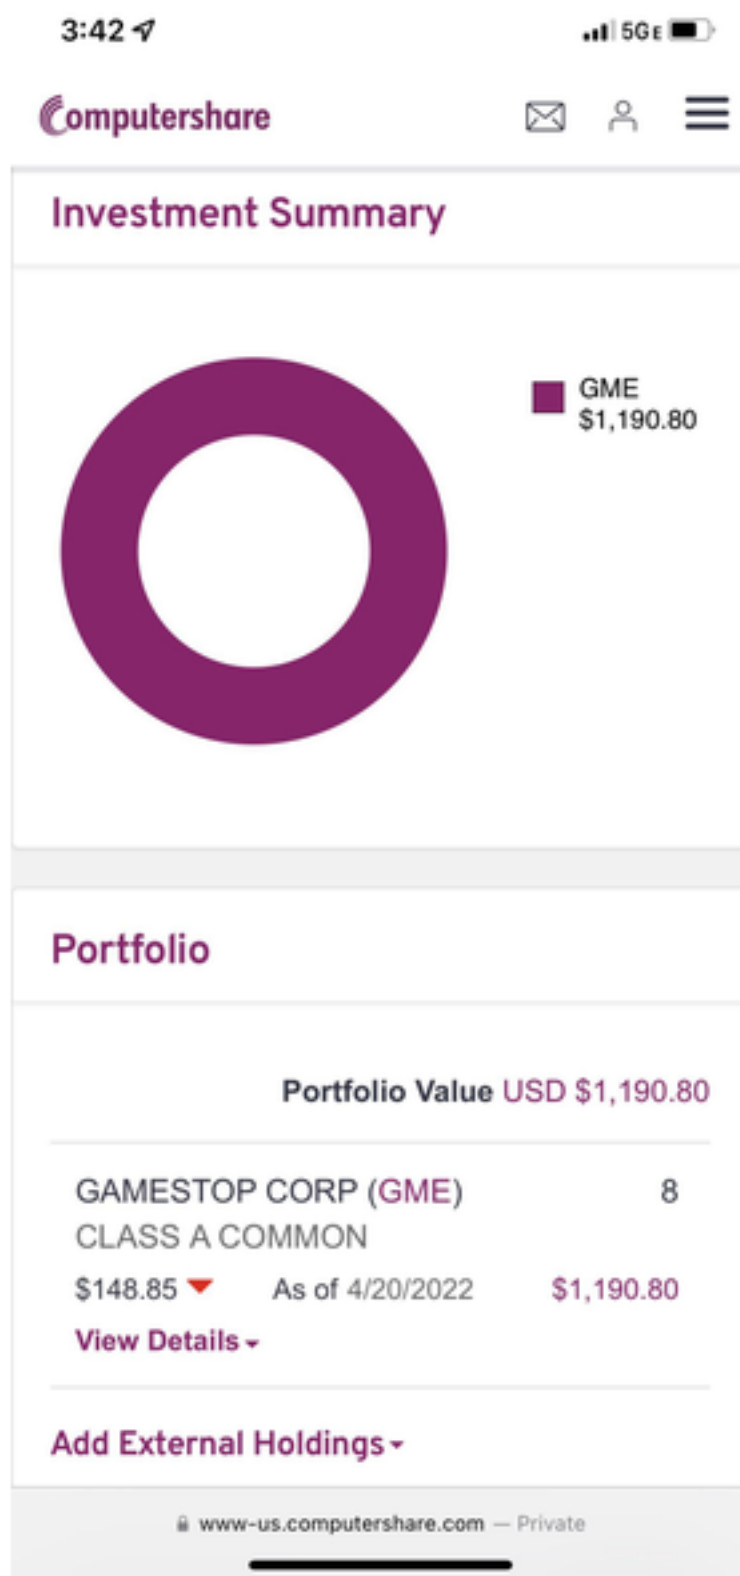 3:42
5GE
Computershare
Investment Summary
GME
$1,190.80
Portfolio
Portfolio Value USD $1,190.80
GAMESTOP CORP (GME) 8
CLASS A COMMON
$148.85 As of 4/20/2022 $1,190.80
View Details
Add External Holdings
www-us.computershare.com — Private